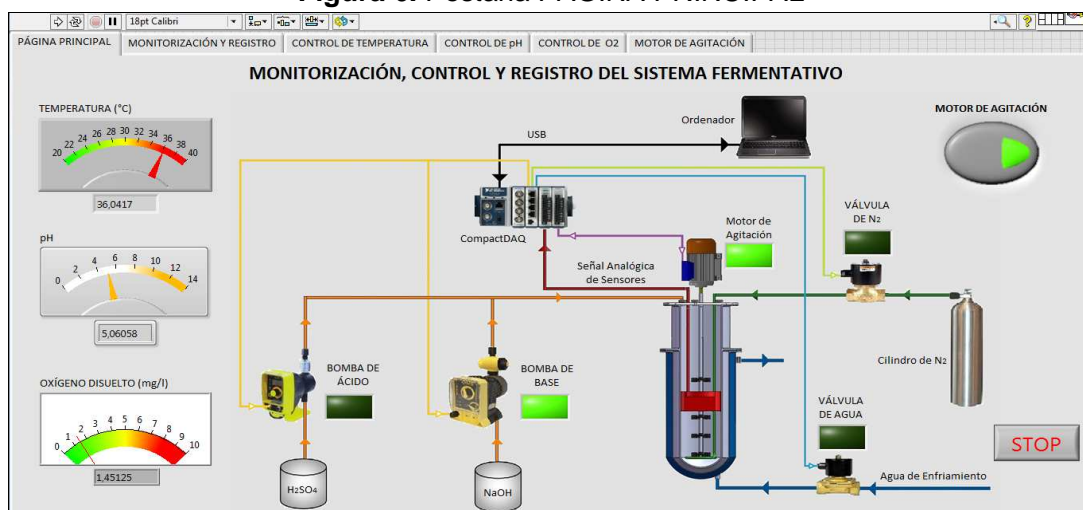 18pt Calibri
PÁGINA PRINCIPAL
MONITORIZACIÓN Y REGISTRO
CONTROL DE TEMPERATURA
CONTROL DE pH
CONTROL DE O2
MOTOR DE AGITACIÓN
MONITORIZACIÓN, CONTROL Y REGISTRO DEL SISTEMA FERMENTATIVO
TEMPERATURA (°C)
20 22 24 26 28 30 32 34 36 38 40
36,0417
pH
0 2 4 6 8 10 12 14
5,06058
OXÍGENO DISUELTO (mg/l)
0 1 2 3 4 5 6 7 8 9 10
1,45125
Ordenador
USB
CompactDAQ
Motor de
Agitación
Señal Analógica
de Sensores
MOTOR DE AGITACIÓN
VÁLVULA
DE N2
Cilindro de N2
BOMBA DE
ÁCIDO
BOMBA DE
BASE
VÁLVULA
DE AGUA
STOP
Agua de Enfriamiento
H2SO4
NaOH